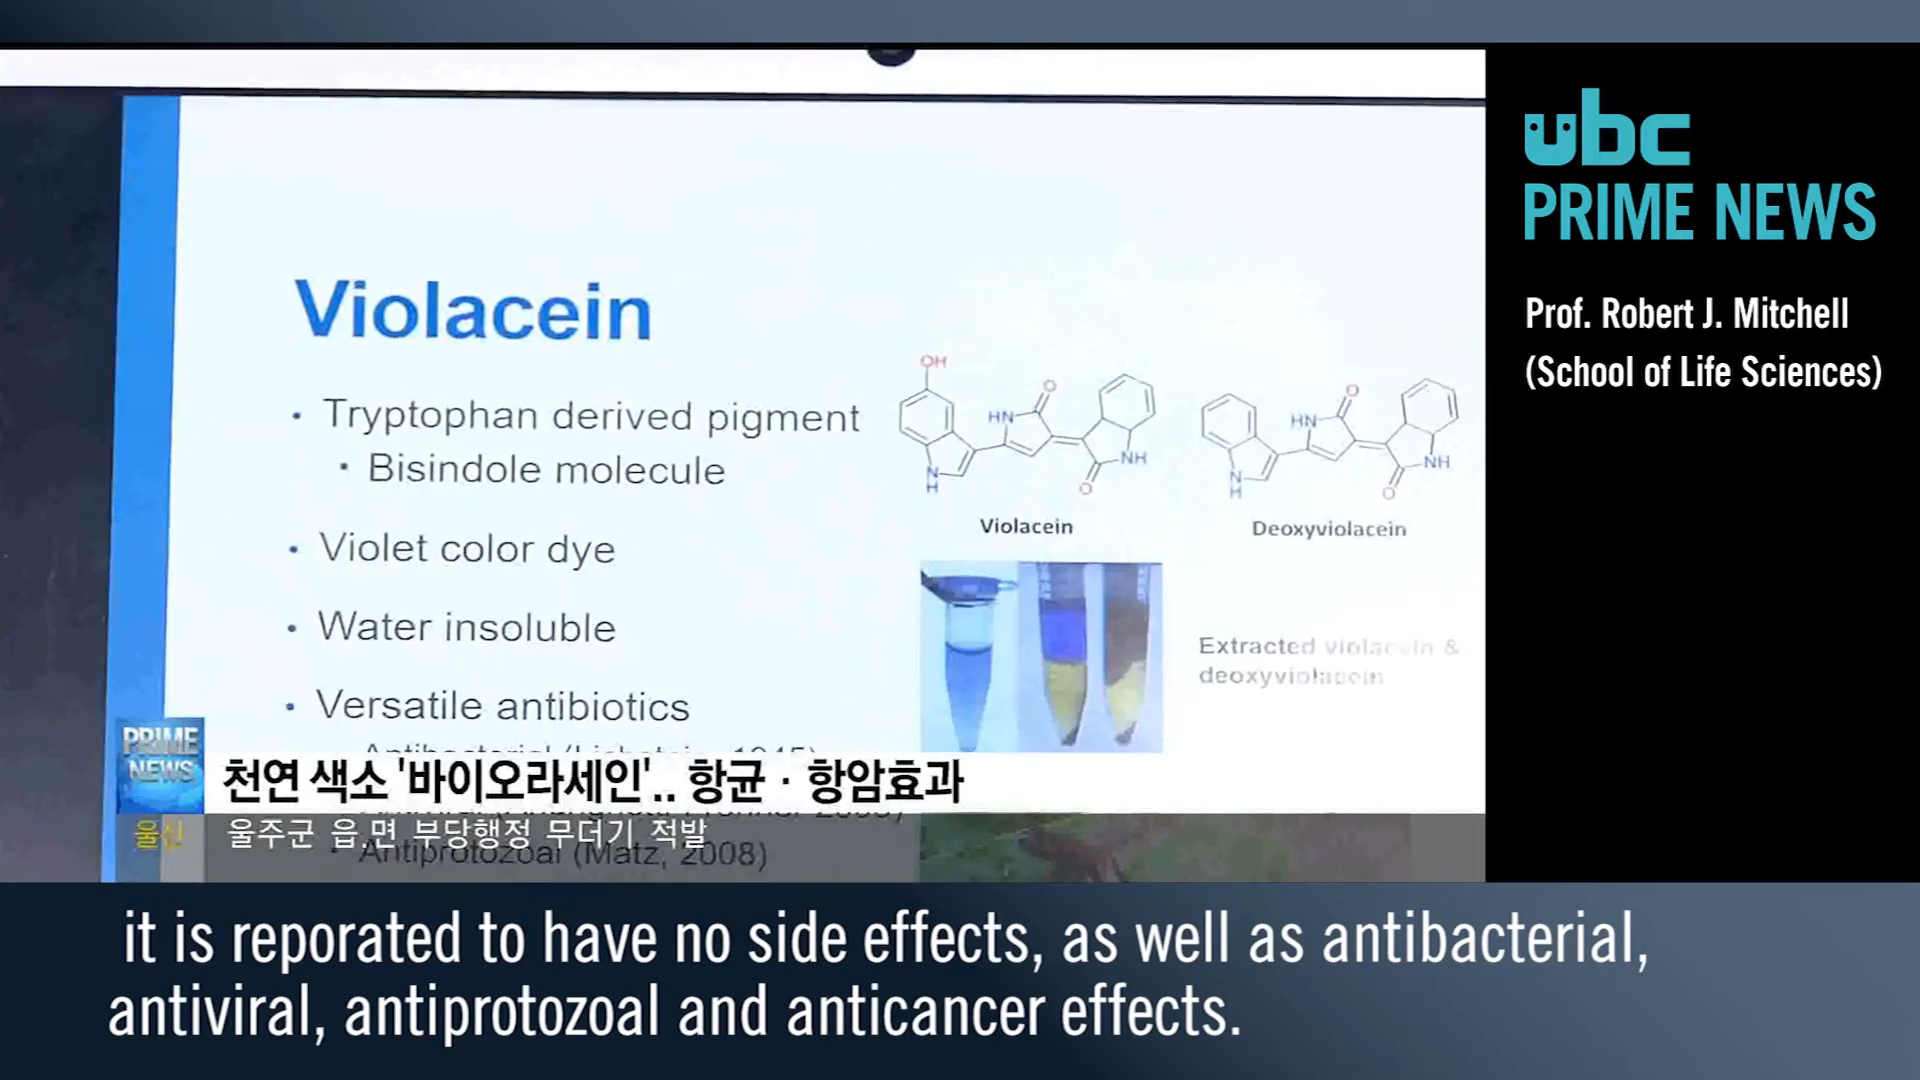 ubc
PRIME NEWS
Prof. Robert J. Mitchell
(School of Life Sciences)
Violacein
• Tryptophan derived pigment
• Bisindole molecule
• Violet color dye
• Water insoluble
• Versatile antibiotics
OH
HN
O
NH
O
N
H
Violacein
HN
O
NH
O
N
H
Deoxyviolacein
Extracted violacein &
deoxyviolacein
PRIME
NEWS
천연 색소 '바이오라세인'.. 항균 · 항암효과
울산 울주군 읍.면 부당행정 무더기 적발
• Antiprotozoal (Matz, 2008)
it is reporated to have no side effects, as well as antibacterial,
antiviral, antiprotozoal and anticancer effects.